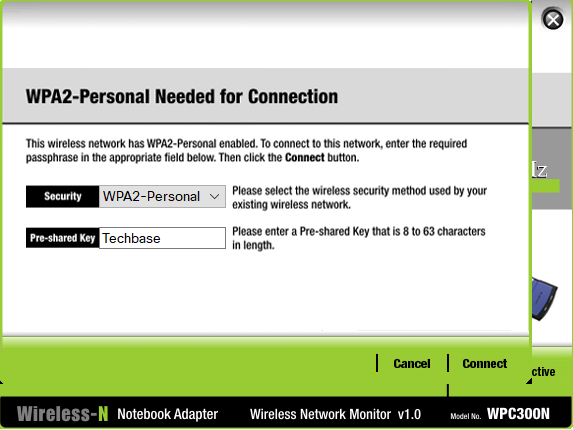 WPA2-Personal Needed for Connection
This wireless network has WPA2-Personal enabled. To connect to this network, enter the required
passphrase in the appropriate field below. Then click the Connect button.
Security WPA2-Personal Please select the wireless security method used by your
existing wireless network.
Pre-shared Key Techbase Please enter a Pre-shared Key that is 8 to 63 characters
in length.
Cancel Connect
Wireless-N Notebook Adapter Wireless Network Monitor v1.0 Model No. WPC300N